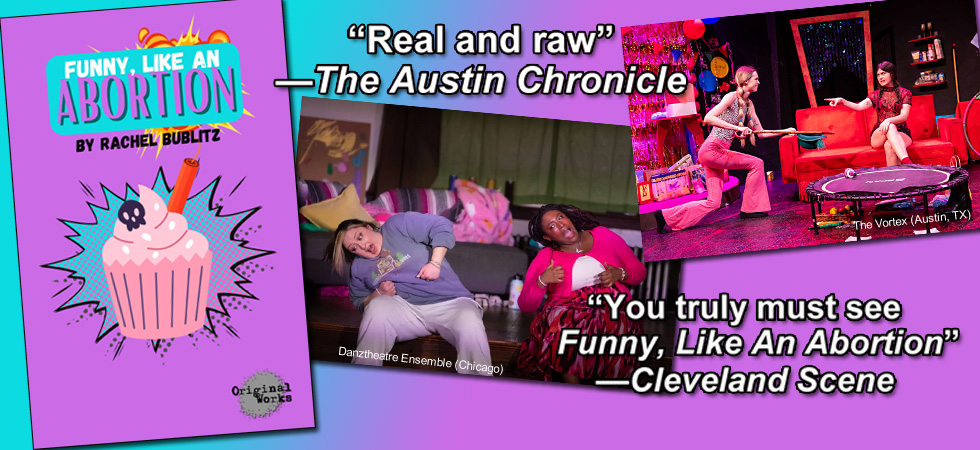 FUNNY, LIKE AN
ABORTION
BY RACHEL BUBLITZ
Original
Works
“Real and raw”
—The Austin Chronicle
Danztheatre Ensemble (Chicago)
The Vortex (Austin, TX)
“You truly must see
Funny, Like An Abortion”
—Cleveland Scene